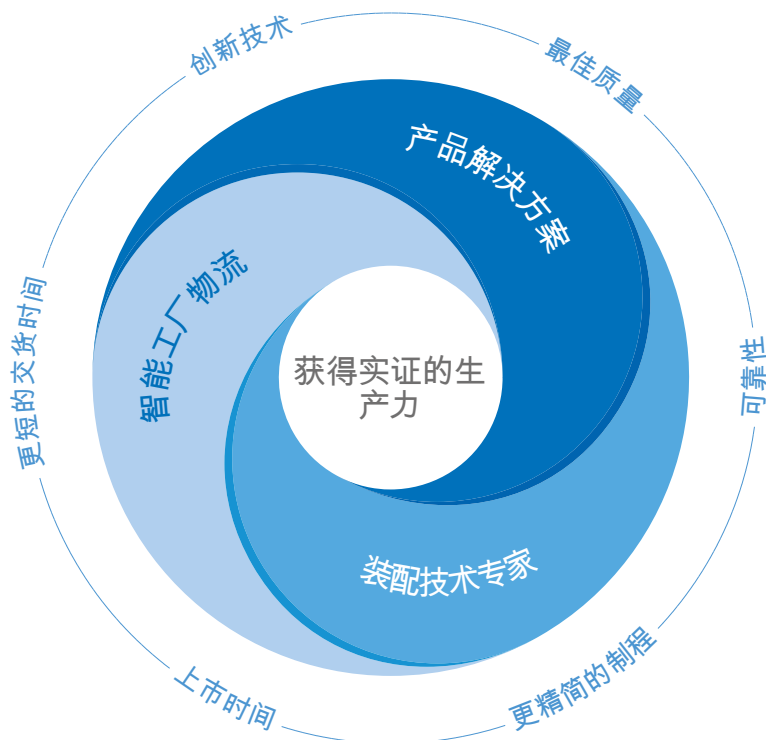 创新技术
最佳质量
产品解决方案
智能工厂物流
更短的交货时间
获得实证的生
产力
可靠性
装配技术专家
上市时间
更精简的制程